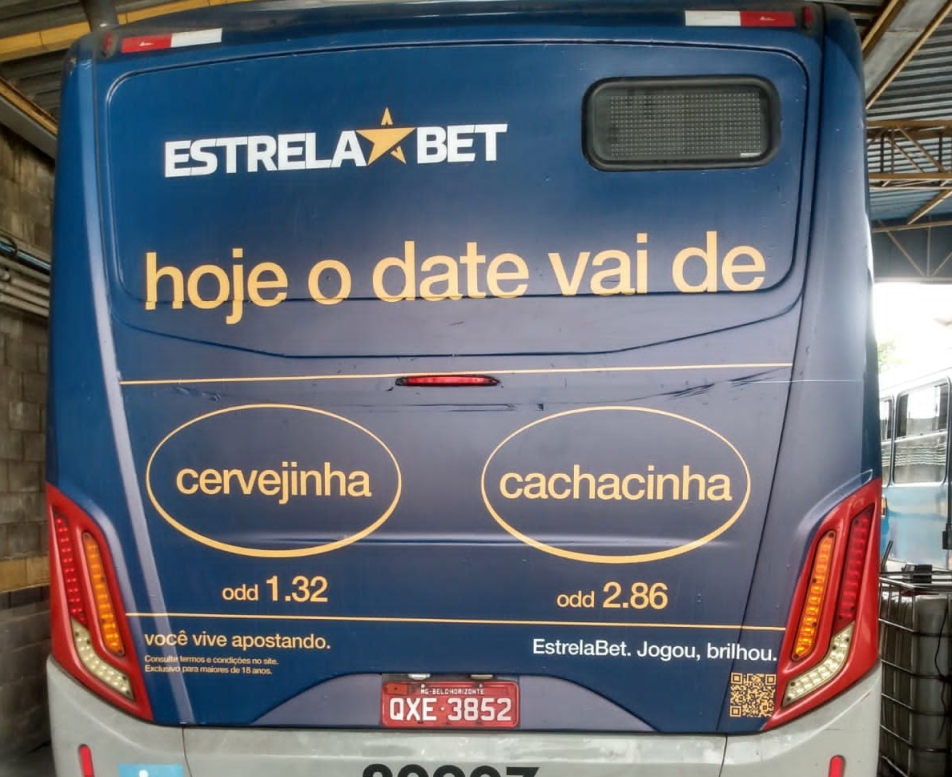 ESTRELA BET
hoje o date vai de
cervejinha cachacinha
odd 1.32 odd 2.86
você vive apostando.
EstrelaBet. Jogou, brilhou.
Consulte termos e condições no site.
Exclusivo para maiores de 18 anos.
MG-BELO HORIZONTE
QXE-3852